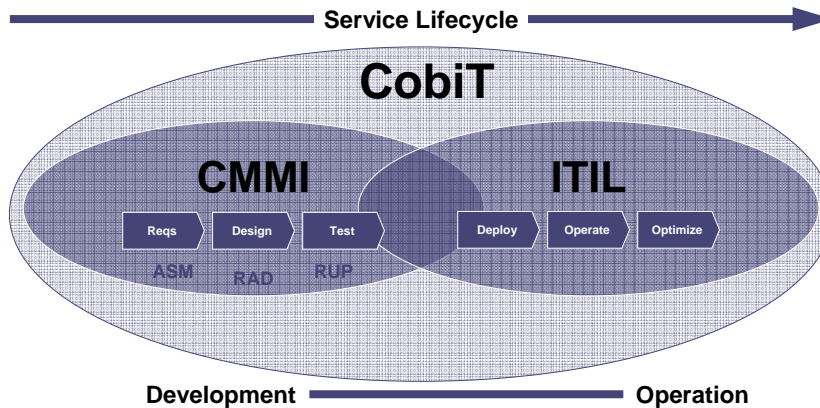 Service Lifecycle
CobiT
CMMI
ITIL
Reqs
Design
Test
Deploy
Operate
Optimize
ASM
RAD
RUP
Development
Operation